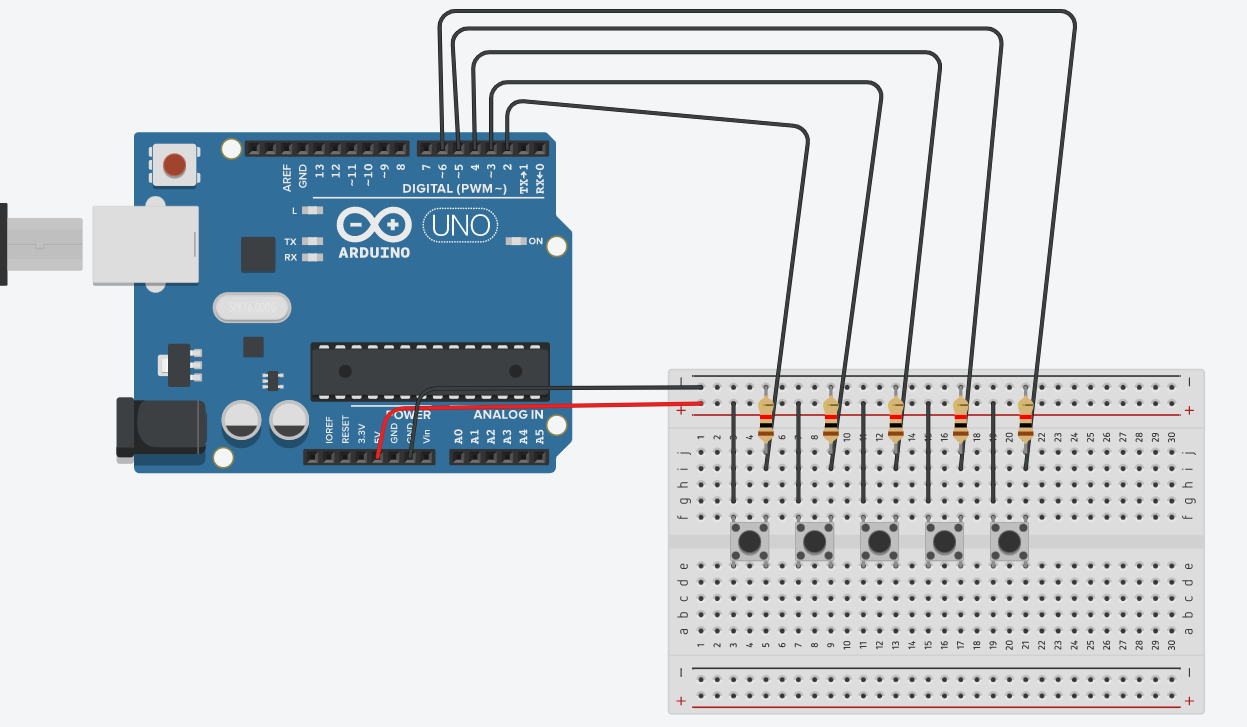 7 ~6 ~5 4 ~3 2 TX→1 RX←0
AREF GND 13 12 ~11 ~10 ~9 8
DIGITAL (PWM~)
L
UNO
TX
RX
ON
ARDUINO
POWER
ANALOG IN
IOREF RESET 3.3V 5V GND GND Vin
A0 A1 A2 A3 A4 A5
− −
+ +
1 2 3 4 5 6 7 8 9 10 11 12 13 14 15 16 17 18 19 20 21 22 23 24 25 26 27 28 29 30
j j
i i
h h
g g
f f
e e
d d
c c
b b
a a
1 2 3 4 5 6 7 8 9 10 11 12 13 14 15 16 17 18 19 20 21 22 23 24 25 26 27 28 29 30
− −
+ +